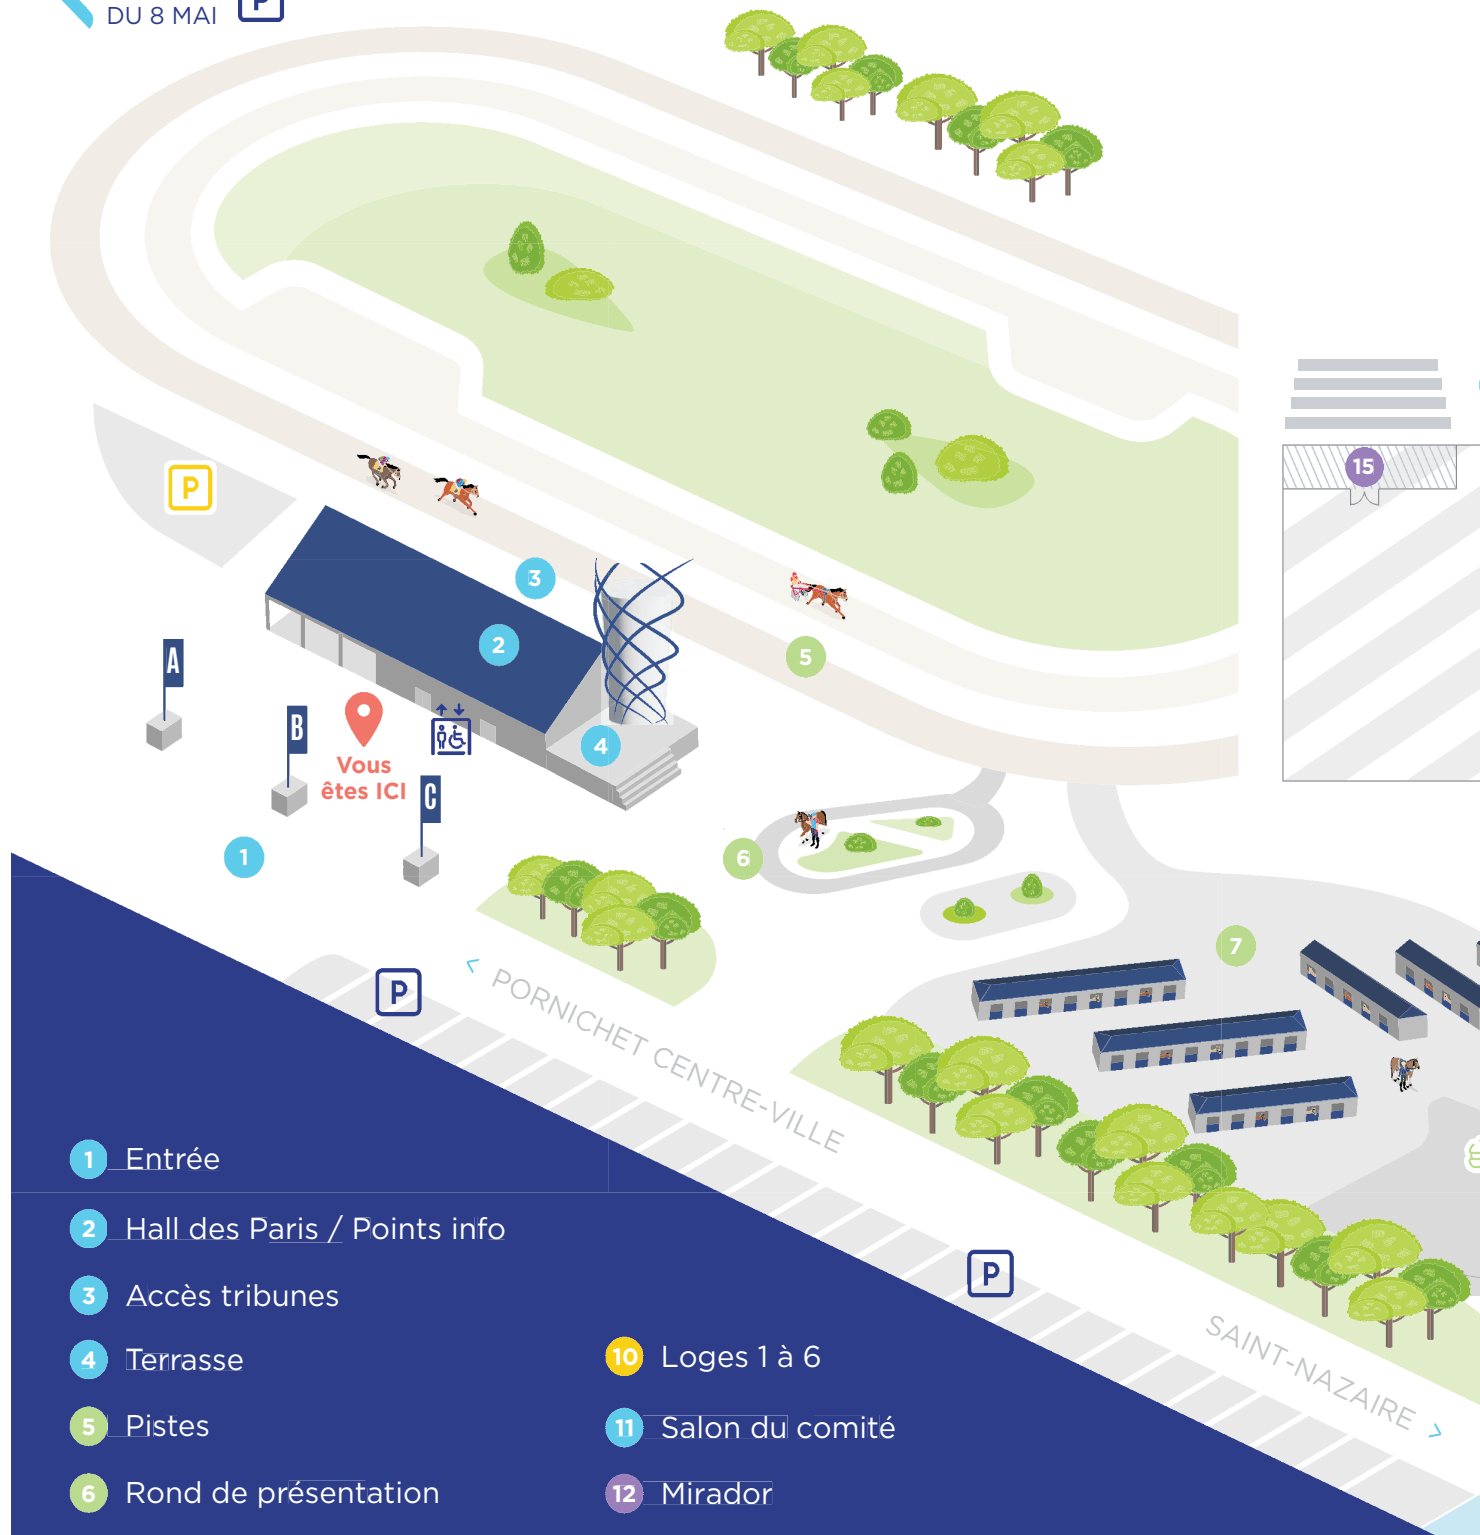 DU 8 MAI
P
15
P
3
2
5
A
B
C
4
Vous
êtes ICI
1
6
7
P
< PORNICHET CENTRE-VILLE
P
SAINT-NAZAIRE >
1 Entrée
2 Hall des Paris / Points info
3 Accès tribunes
4 Terrasse
5 Pistes
6 Rond de présentation
10 Loges 1 à 6
11 Salon du comité
12 Mirador